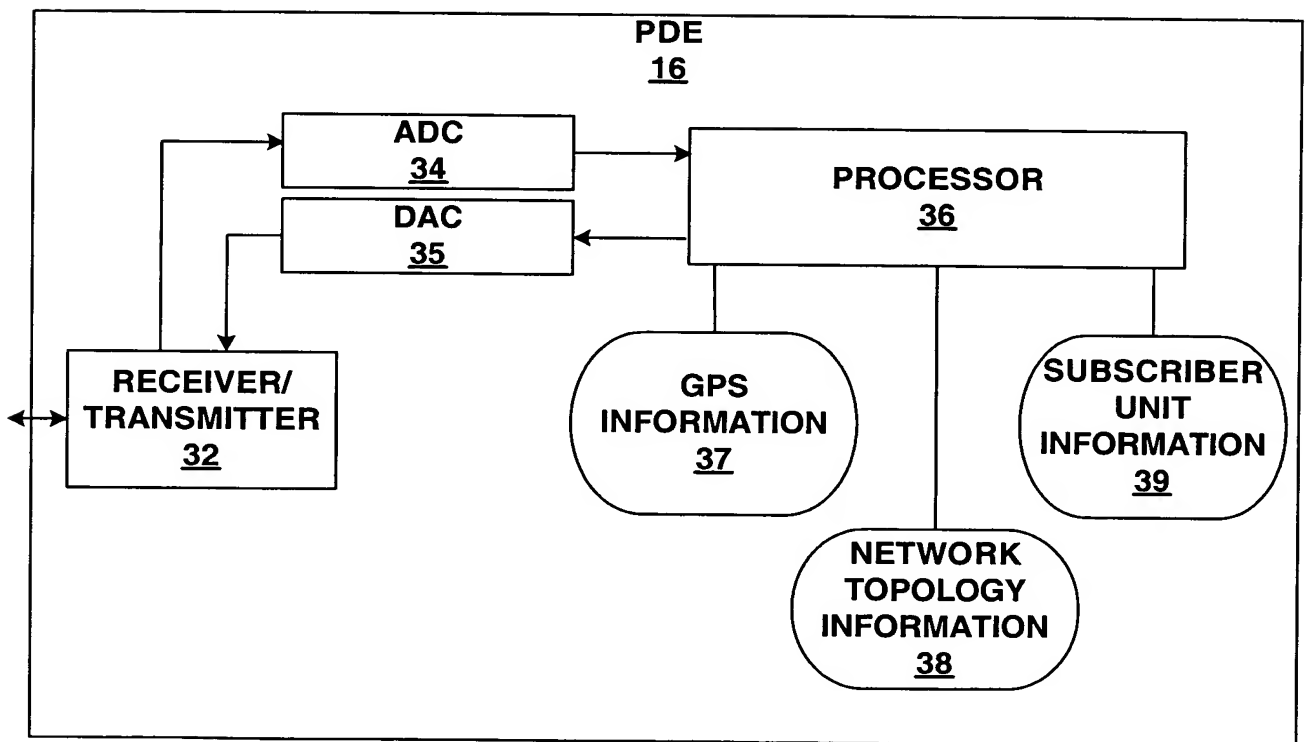 PDE
16
ADC
34
DAC
35
PROCESSOR
36
RECEIVER/
TRANSMITTER
32
GPS
INFORMATION
37
SUBSCRIBER
UNIT
INFORMATION
39
NETWORK
TOPOLOGY
INFORMATION
38